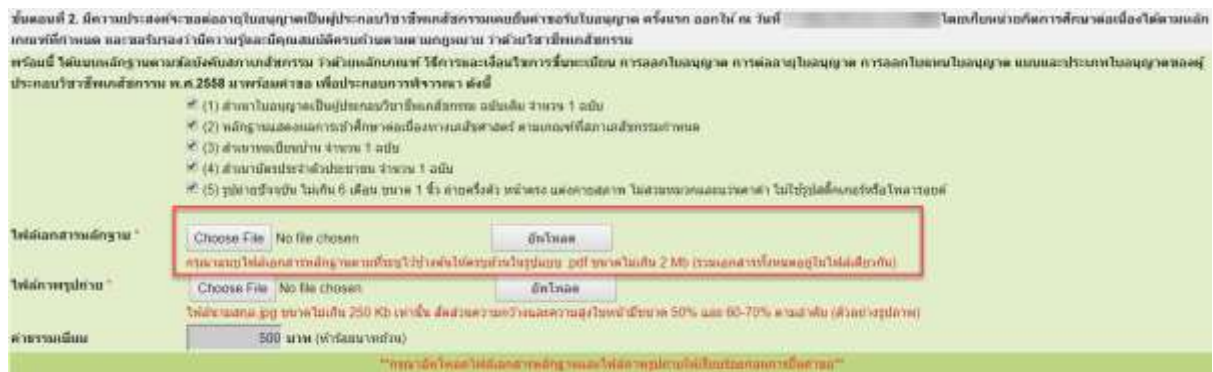 ขั้นตอนที่ 2. มีความประสงค์จะขอต่ออายุใบอนุญาตเป็นผู้ประกอบวิชาชีพเภสัชกรรมเคยยื่นคำขอรับใบอนุญาต ครั้งแรก ออกให้ ณ วันที่ โดยเก็บหน่วยกิตการศึกษาต่อเนื่องได้ตามหลัก
เกณฑ์ที่กำหนด และขอรับรองว่ามีความรู้และมีคุณสมบัติครบถ้วนตามตามกฎหมาย ว่าด้วยวิชาชีพเภสัชกรรม
พร้อมนี้ ได้แนบหลักฐานตามข้อบังคับสภาเภสัชกรรม ว่าด้วยหลักเกณฑ์ วิธีการและเงื่อนไขการขึ้นทะเบียน การออกใบอนุญาต การต่ออายุใบอนุญาต การออกใบแทนใบอนุญาต แบบและประเภทใบอนุญาตของผู้
ประกอบวิชาชีพเภสัชกรรม พ.ศ.2558 มาพร้อมคำขอ เพื่อประกอบการพิจารณา ดังนี้
(1) สำเนาใบอนุญาตเป็นผู้ประกอบวิชาชีพเภสัชกรรม ฉบับเดิม จำนวน 1 ฉบับ
(2) หลักฐานแสดงผลการเข้าศึกษาต่อเนื่องทางเภสัชศาสตร์ ตามเกณฑ์ที่สภาเภสัชกรรมกำหนด
(3) สำเนาทะเบียนบ้าน จำนวน 1 ฉบับ
(4) สำเนาบัตรประจำตัวประชาชน จำนวน 1 ฉบับ
(5) รูปถ่ายปัจจุบัน ไม่เกิน 6 เดือน ขนาด 1 นิ้ว ถ่ายครึ่งตัว หน้าตรง แต่งกายสุภาพ ไม่สวมหมวกและแว่นตาดำ ไม่ใช้รูปสติ๊กเกอร์หรือโพลารอยด์
ไฟล์เอกสารหลักฐาน * Choose File No file chosen อัพโหลด
กรุณาแนบไฟล์เอกสารหลักฐานตามที่ระบุไว้ข้างต้นให้ครบถ้วนในรูปแบบ .pdf ขนาดไม่เกิน 2 Mb (รวมเอกสารทั้งหมดอยู่ในไฟล์เดียวกัน)
ไฟล์ภาพรูปถ่าย * Choose File No file chosen อัพโหลด
ไฟล์นามสกุล .jpg ขนาดไม่เกิน 250 Kb เท่านั้น สัดส่วนความกว้างและความสูงใบหน้ามีขนาด 50% และ 60-70% ตามลำดับ (ตัวอย่างรูปภาพ)
ค่าธรรมเนียม 500 บาท (ห้าร้อยบาทถ้วน)
**กรุณาอัพโหลดไฟล์เอกสารหลักฐานและไฟล์ภาพรูปถ่ายให้เรียบร้อยก่อนการยื่นคำขอ**